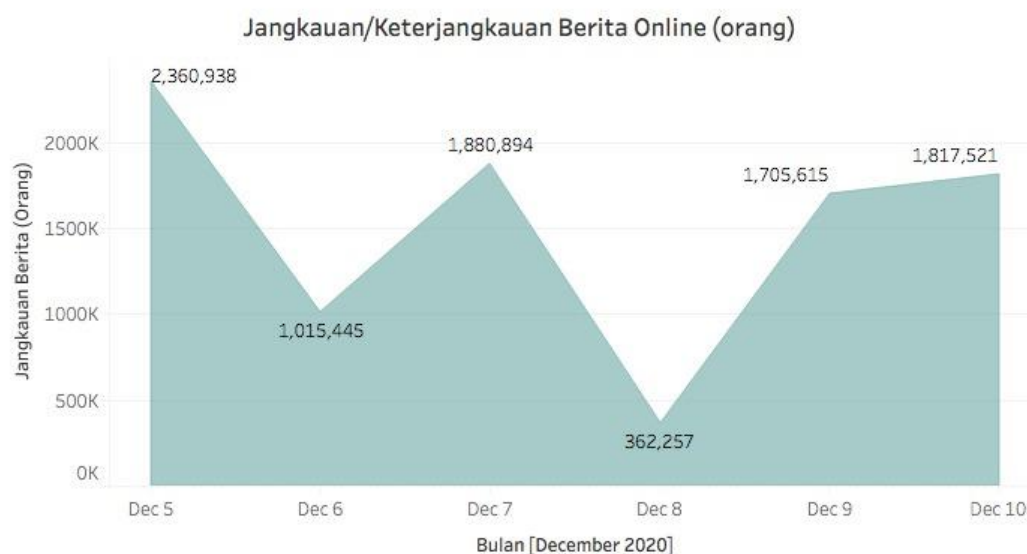 Jangkauan/Keterjangkauan Berita Online (orang)
2,360,938
2000K
1,880,894
1,817,521
1,705,615
1500K
Jangkauan Berita (Orang)
1000K
1,015,445
500K
362,257
0K
Dec 5
Dec 6
Dec 7
Dec 8
Dec 9
Dec 10
Bulan [December 2020]